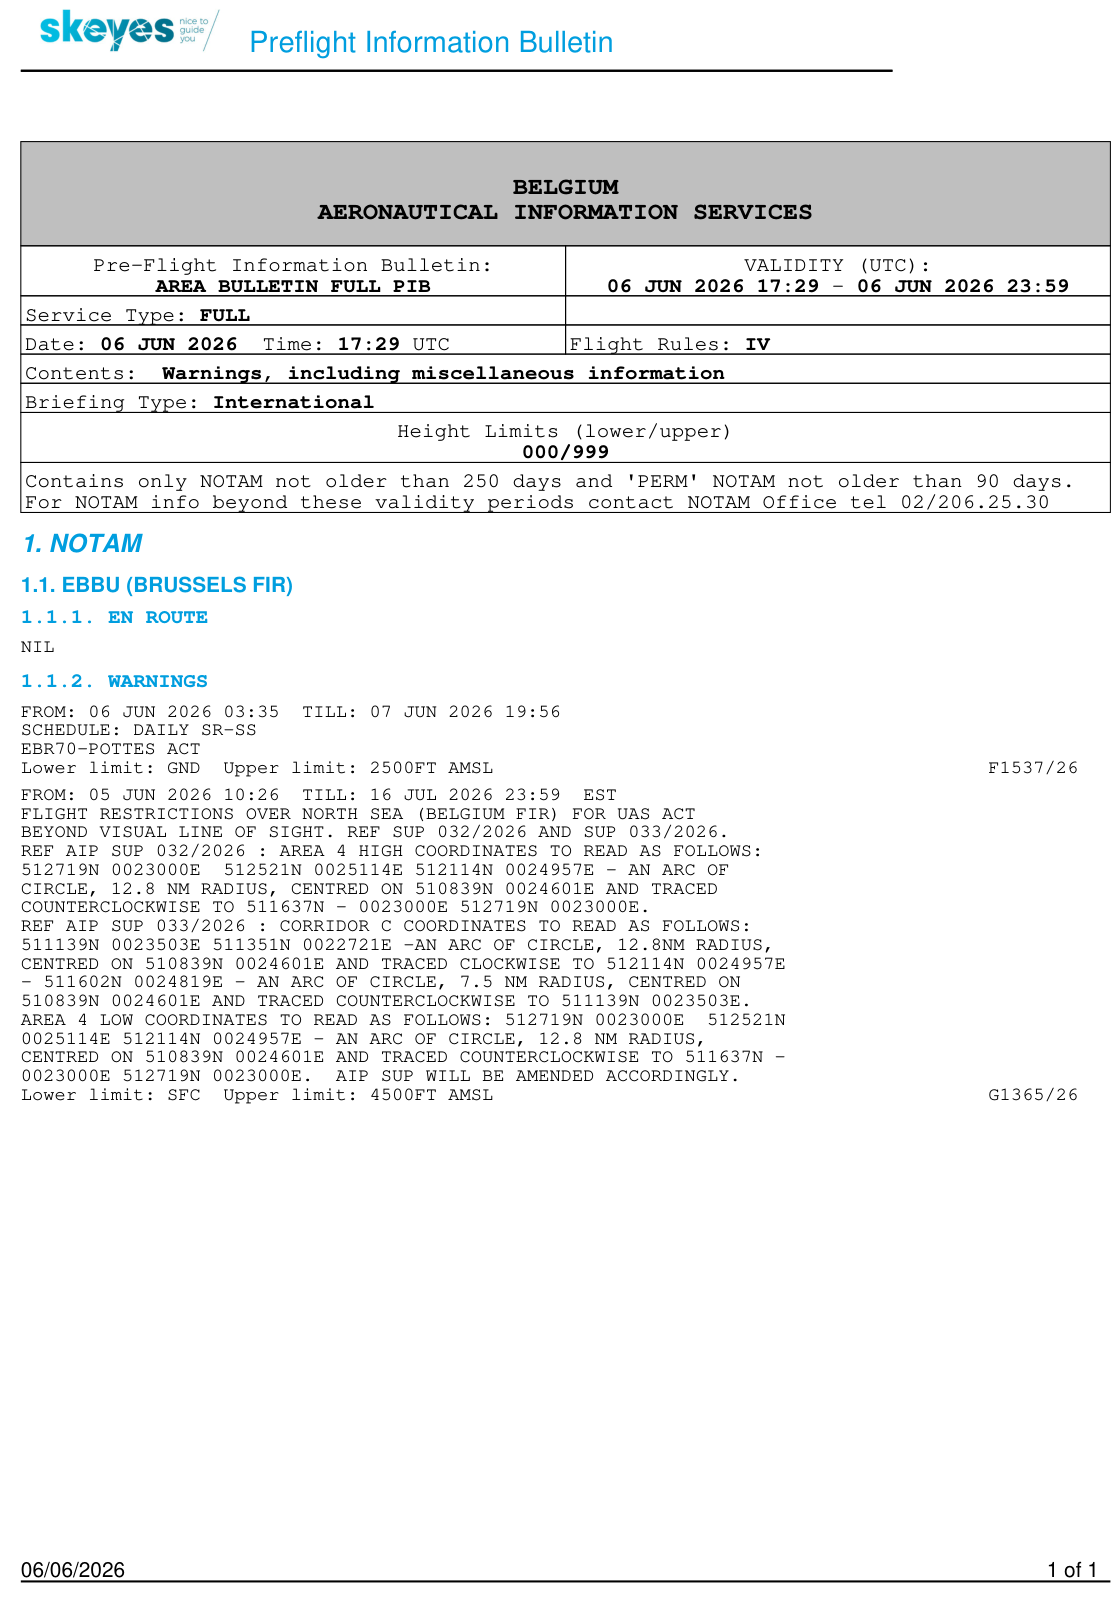 skeyes nice to guide you
Preflight Information Bulletin
BELGIUM
AERONAUTICAL INFORMATION SERVICES
Pre-Flight Information Bulletin:
AREA BULLETIN FULL PIB
VALIDITY (UTC):
06 JUN 2026 17:29 - 06 JUN 2026 23:59
Service Type: FULL
Date: 06 JUN 2026  Time: 17:29 UTC
Flight Rules: IV
Contents:  Warnings, including miscellaneous information
Briefing Type: International
Height Limits (lower/upper)
000/999
Contains only NOTAM not older than 250 days and 'PERM' NOTAM not older than 90 days.
For NOTAM info beyond these validity periods contact NOTAM Office tel 02/206.25.30
1. NOTAM
1.1. EBBU (BRUSSELS FIR)
1.1.1. EN ROUTE
NIL
1.1.2. WARNINGS
FROM: 06 JUN 2026 03:35  TILL: 07 JUN 2026 19:56
SCHEDULE: DAILY SR-SS
EBR70-POTTES ACT
Lower limit: GND  Upper limit: 2500FT AMSL F1537/26
FROM: 05 JUN 2026 10:26  TILL: 16 JUL 2026 23:59  EST
FLIGHT RESTRICTIONS OVER NORTH SEA (BELGIUM FIR) FOR UAS ACT
BEYOND VISUAL LINE OF SIGHT. REF SUP 032/2026 AND SUP 033/2026.
REF AIP SUP 032/2026 : AREA 4 HIGH COORDINATES TO READ AS FOLLOWS:
512719N 0023000E  512521N 0025114E 512114N 0024957E - AN ARC OF
CIRCLE, 12.8 NM RADIUS, CENTRED ON 510839N 0024601E AND TRACED
COUNTERCLOCKWISE TO 511637N - 0023000E 512719N 0023000E.
REF AIP SUP 033/2026 : CORRIDOR C COORDINATES TO READ AS FOLLOWS:
511139N 0023503E 511351N 0022721E -AN ARC OF CIRCLE, 12.8NM RADIUS,
CENTRED ON 510839N 0024601E AND TRACED CLOCKWISE TO 512114N 0024957E
- 511602N 0024819E - AN ARC OF CIRCLE, 7.5 NM RADIUS, CENTRED ON
510839N 0024601E AND TRACED COUNTERCLOCKWISE TO 511139N 0023503E.
AREA 4 LOW COORDINATES TO READ AS FOLLOWS: 512719N 0023000E  512521N
0025114E 512114N 0024957E - AN ARC OF CIRCLE, 12.8 NM RADIUS,
CENTRED ON 510839N 0024601E AND TRACED COUNTERCLOCKWISE TO 511637N -
0023000E 512719N 0023000E.  AIP SUP WILL BE AMENDED ACCORDINGLY.
Lower limit: SFC  Upper limit: 4500FT AMSL G1365/26
06/06/2026
1 of 1